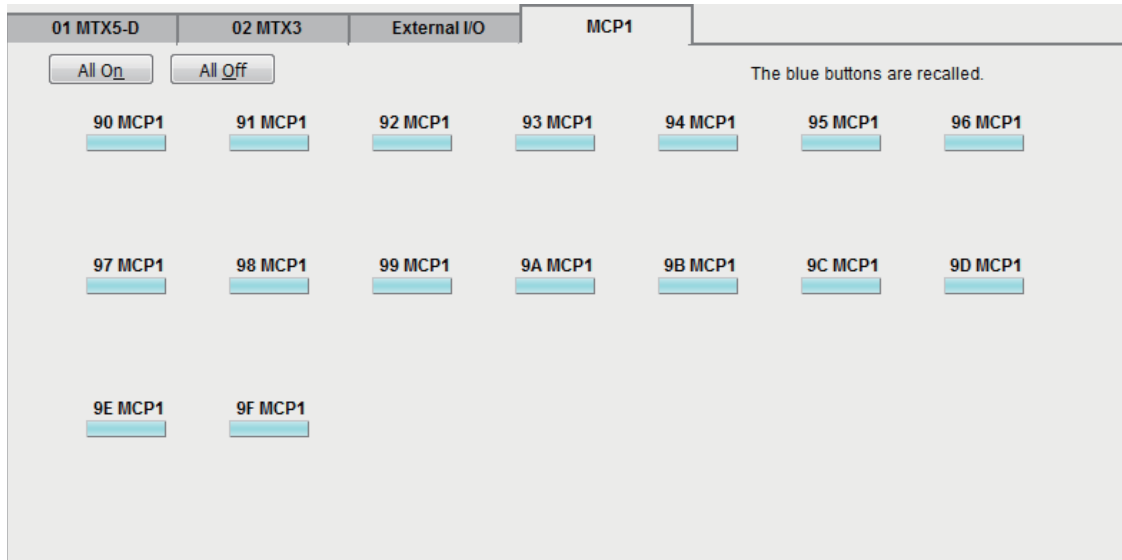 01 MTX5-D 02 MTX3 External I/O MCP1
All On All Off The blue buttons are recalled.
90 MCP1 91 MCP1 92 MCP1 93 MCP1 94 MCP1 95 MCP1 96 MCP1
97 MCP1 98 MCP1 99 MCP1 9A MCP1 9B MCP1 9C MCP1 9D MCP1
9E MCP1 9F MCP1